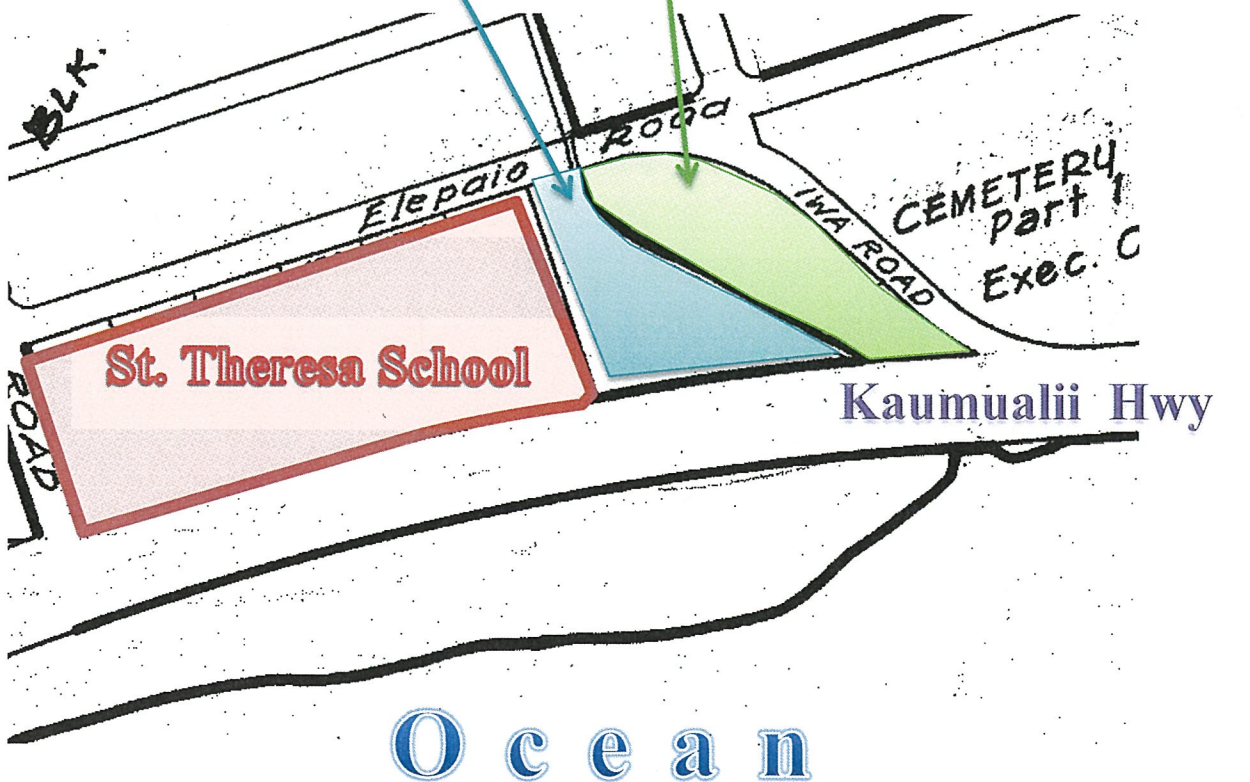 BLK.
Elepaio Road
IWA ROAD
CEMETERY
Part 1
Exec. C
St. Theresa School
ROAD
Kaumualii Hwy
Ocean